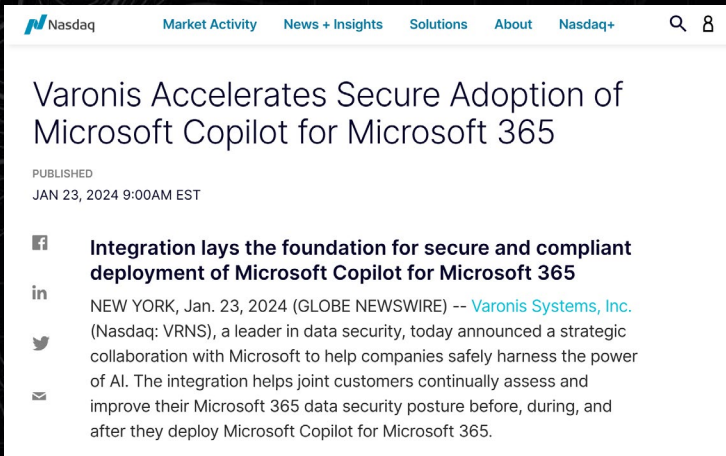 Nasdaq
Market Activity News + Insights Solutions About Nasdaq+
Varonis Accelerates Secure Adoption of
Microsoft Copilot for Microsoft 365
PUBLISHED
JAN 23, 2024 9:00AM EST
Integration lays the foundation for secure and compliant
deployment of Microsoft Copilot for Microsoft 365
NEW YORK, Jan. 23, 2024 (GLOBE NEWSWIRE) -- Varonis Systems, Inc.
(Nasdaq: VRNS), a leader in data security, today announced a strategic
collaboration with Microsoft to help companies safely harness the power
of AI. The integration helps joint customers continually assess and
improve their Microsoft 365 data security posture before, during, and
after they deploy Microsoft Copilot for Microsoft 365.